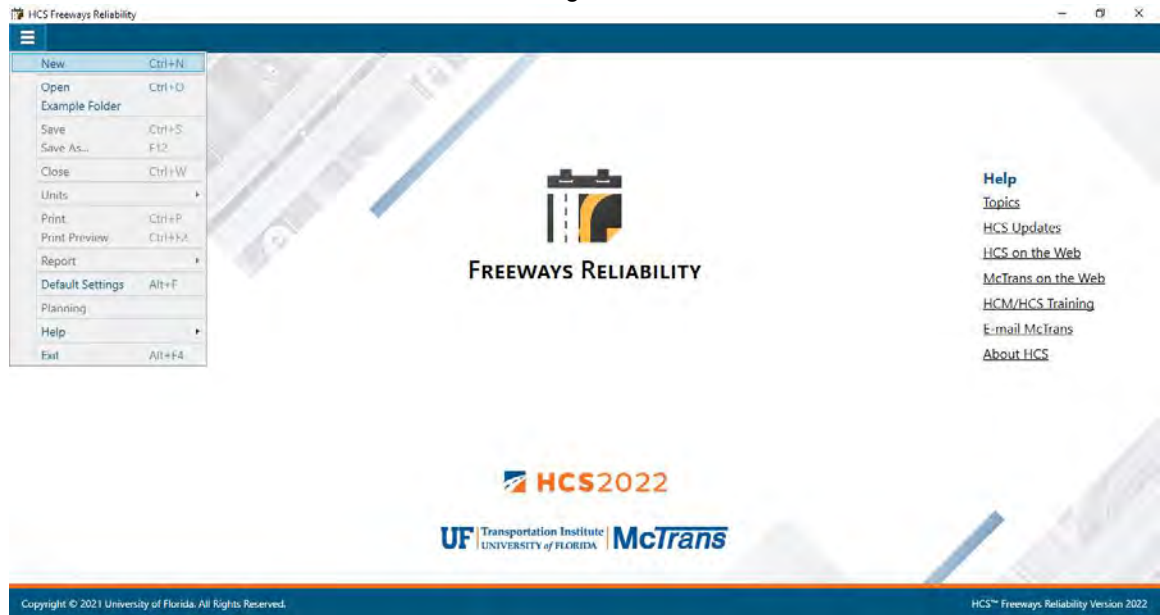 HCS Freeways Reliability
New Ctrl+N
Open Ctrl+O
Example Folder
Save Ctrl+S
Save As... F12
Close Ctrl+W
Units
Print Ctrl+P
Print Preview
Report
Default Settings Alt+F
Planning
Help
Exit Alt+F4
FREEWAYS RELIABILITY
Help
Topics
HCS Updates
HCS on the Web
McTrans on the Web
HCM/HCS Training
E-mail McTrans
About HCS
HCS2022
UF Transportation Institute McTrans
UNIVERSITY of FLORIDA
Copyright © 2021 University of Florida. All Rights Reserved. HCS™ Freeways Reliability Version 2022